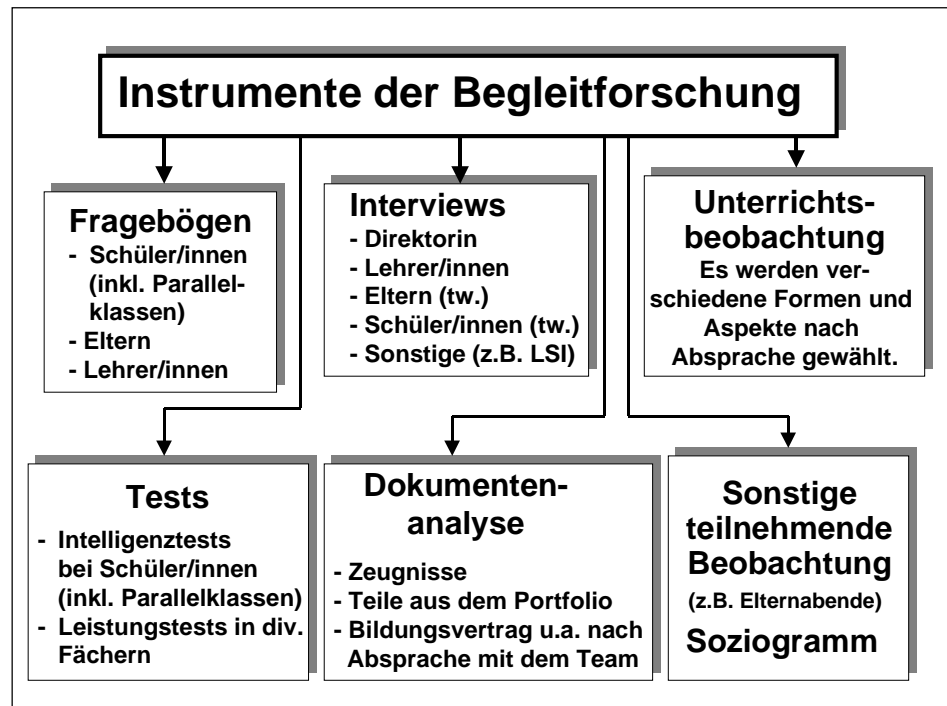 Instrumente der Begleitforschung
Fragebögen
- Schüler/innen
(inkl. Parallel-
klassen)
- Eltern
- Lehrer/innen
Interviews
- Direktorin
- Lehrer/innen
- Eltern (tw.)
- Schüler/innen (tw.)
- Sonstige (z.B. LSI)
Unterrichts-
beobachtung
Es werden ver-
schiedene Formen und
Aspekte nach
Absprache gewählt.
Tests
- Intelligenztests
bei Schüler/innen
(inkl. Parallelklassen)
- Leistungstests in div.
Fächern
Dokumenten-
analyse
- Zeugnisse
- Teile aus dem Portfolio
- Bildungsvertrag u.a. nach
Absprache mit dem Team
Sonstige
teilnehmende
Beobachtung
(z.B. Elternabende)
Soziogramm